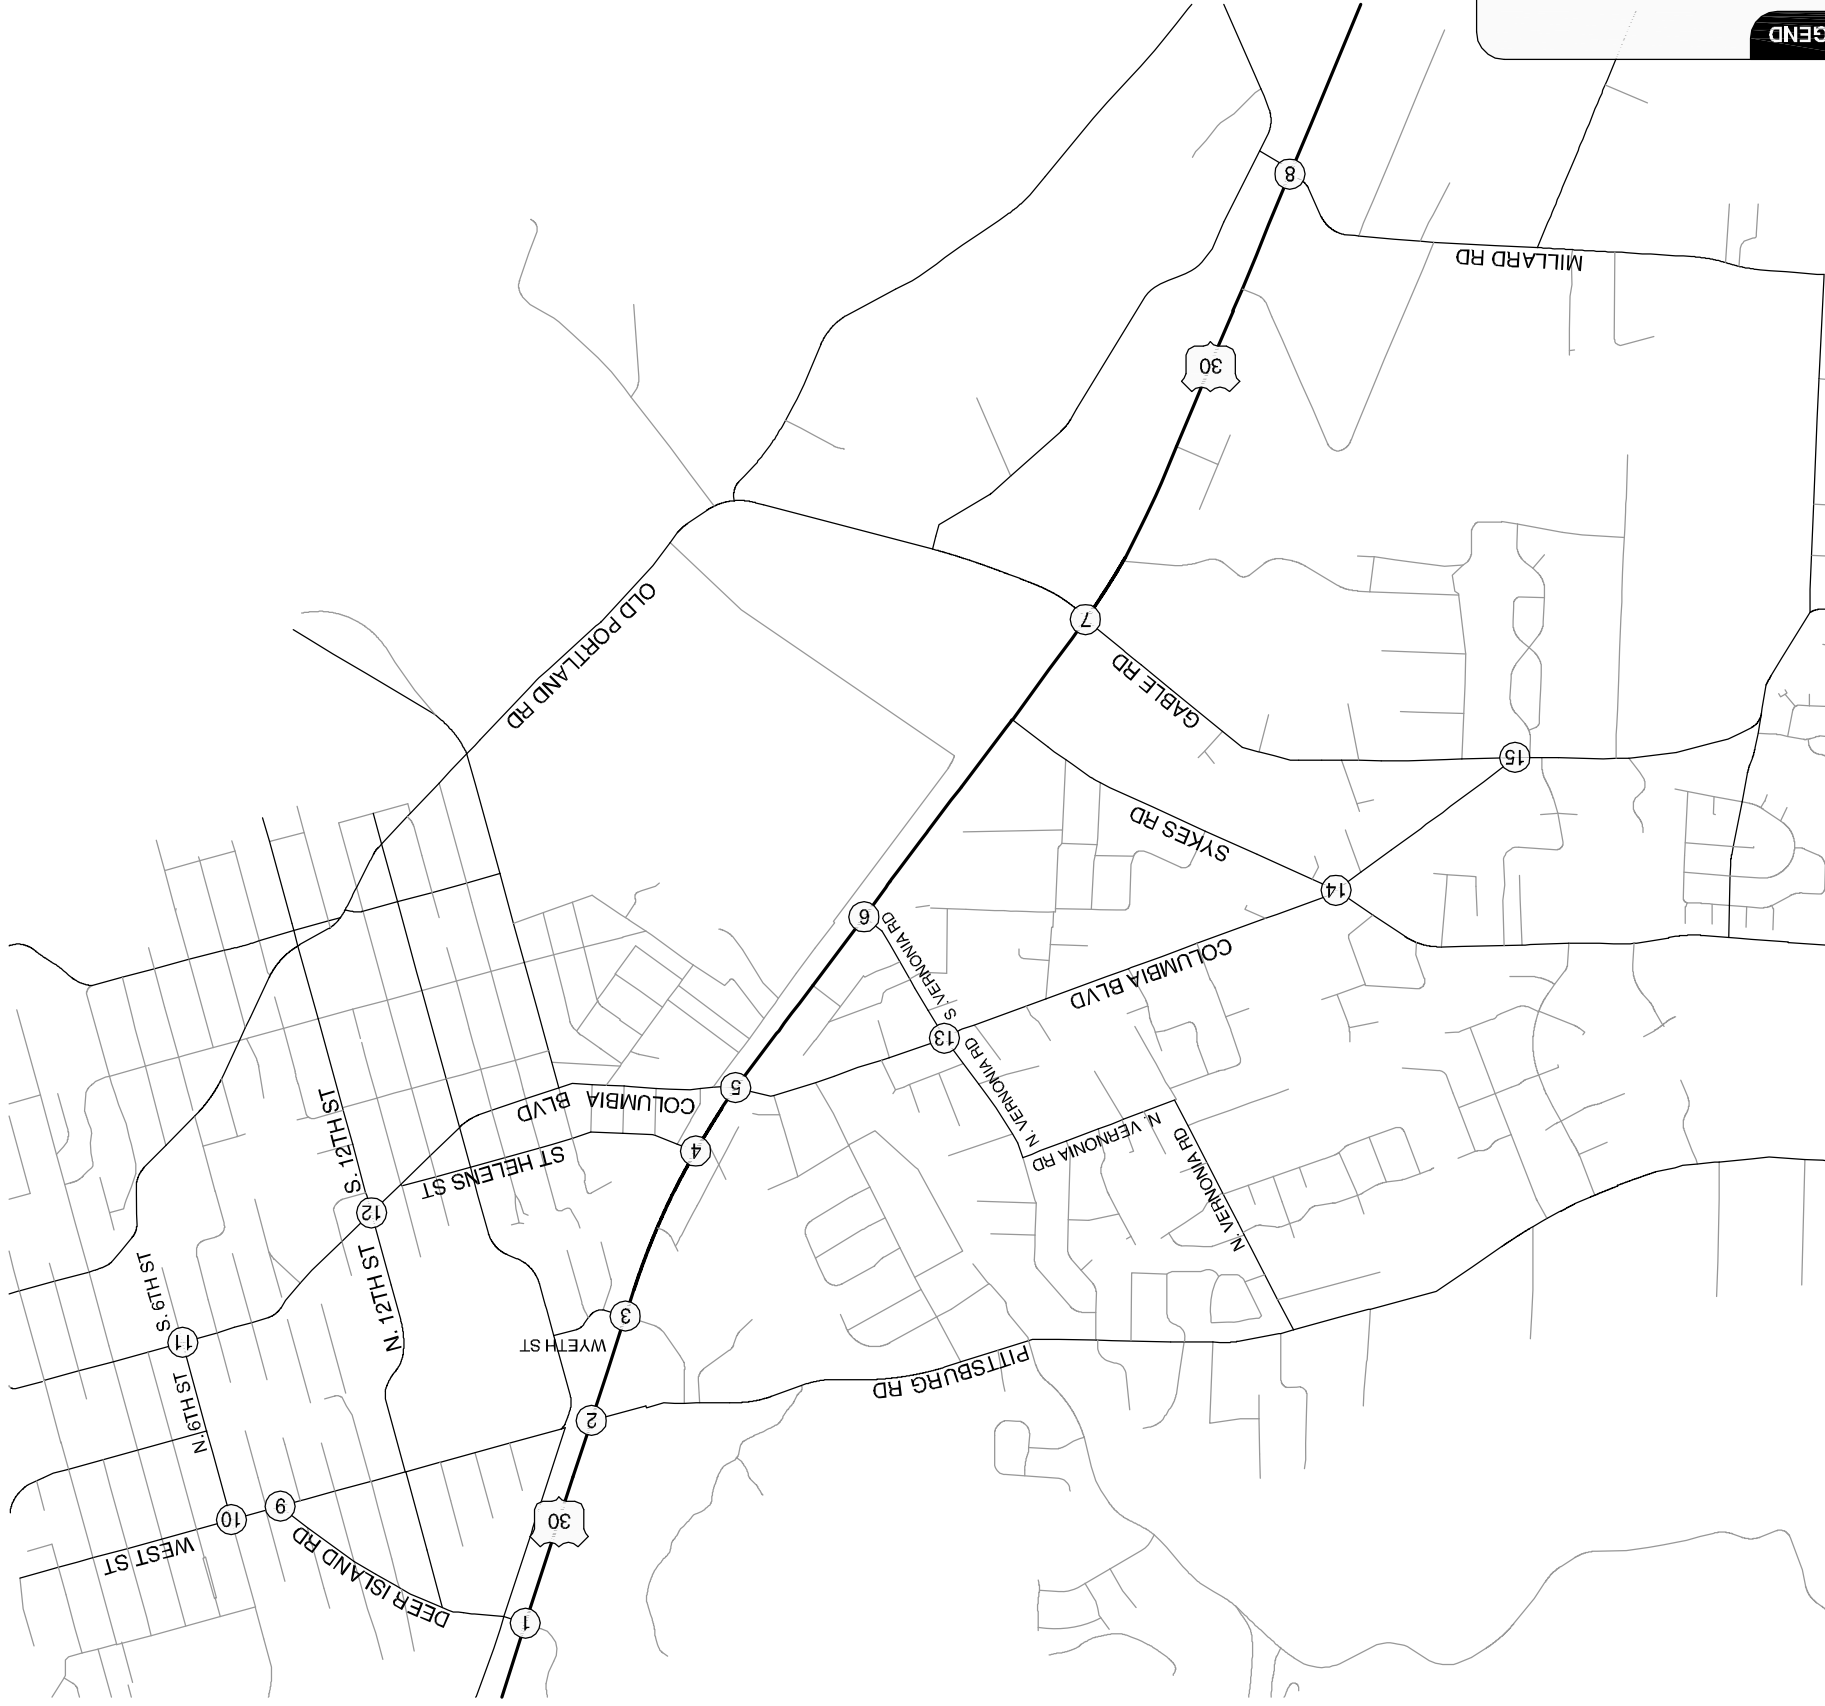 1
DEER ISLAND RD
WEST ST
30
10
9
2
N. 6TH ST
PITTSBURG RD
WYETH ST
11
3
N. 12TH ST
S. 6TH ST
12
N. VERNONIA RD
ST HELENS ST
4
N. VERNONIA RD
S. 12TH ST
COLUMBIA BLVD
N. VERNONIA RD
5
13
COLUMBIA BLVD
S. VERNONIA RD
6
14
SYKES RD
15
GABLE RD
OLD PORTLAND RD
7
30
MILLARD RD
8
GEND